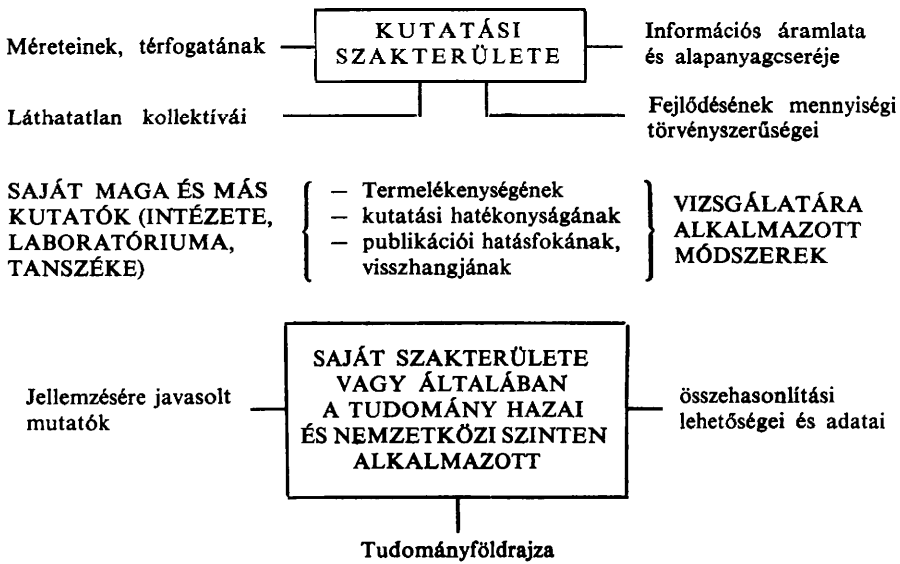 KUTATÁSI
SZAKTERÜLETE
Méreteinek, térfogatának
Információs áramlata
és alapanyagcseréje
Láthatatlan kollektívái
Fejlődésének mennyiségi
törvényszerűségei
SAJÁT MAGA ÉS MÁS
KUTATÓK (INTÉZETE,
LABORATÓRIUMA,
TANSZÉKE)
— Termelékenységének
— kutatási hatékonyságának
— publikációi hatásfokának,
visszhangjának
VIZSGÁLATÁRA
ALKALMAZOTT
MÓDSZEREK
SAJÁT SZAKTERÜLETE
VAGY ÁLTALÁBAN
A TUDOMÁNY HAZAI
ÉS NEMZETKÖZI SZINTEN
ALKALMAZOTT
Jellemzésére javasolt
mutatók
összehasonlítási
lehetőségei és adatai
Tudományföldrajza